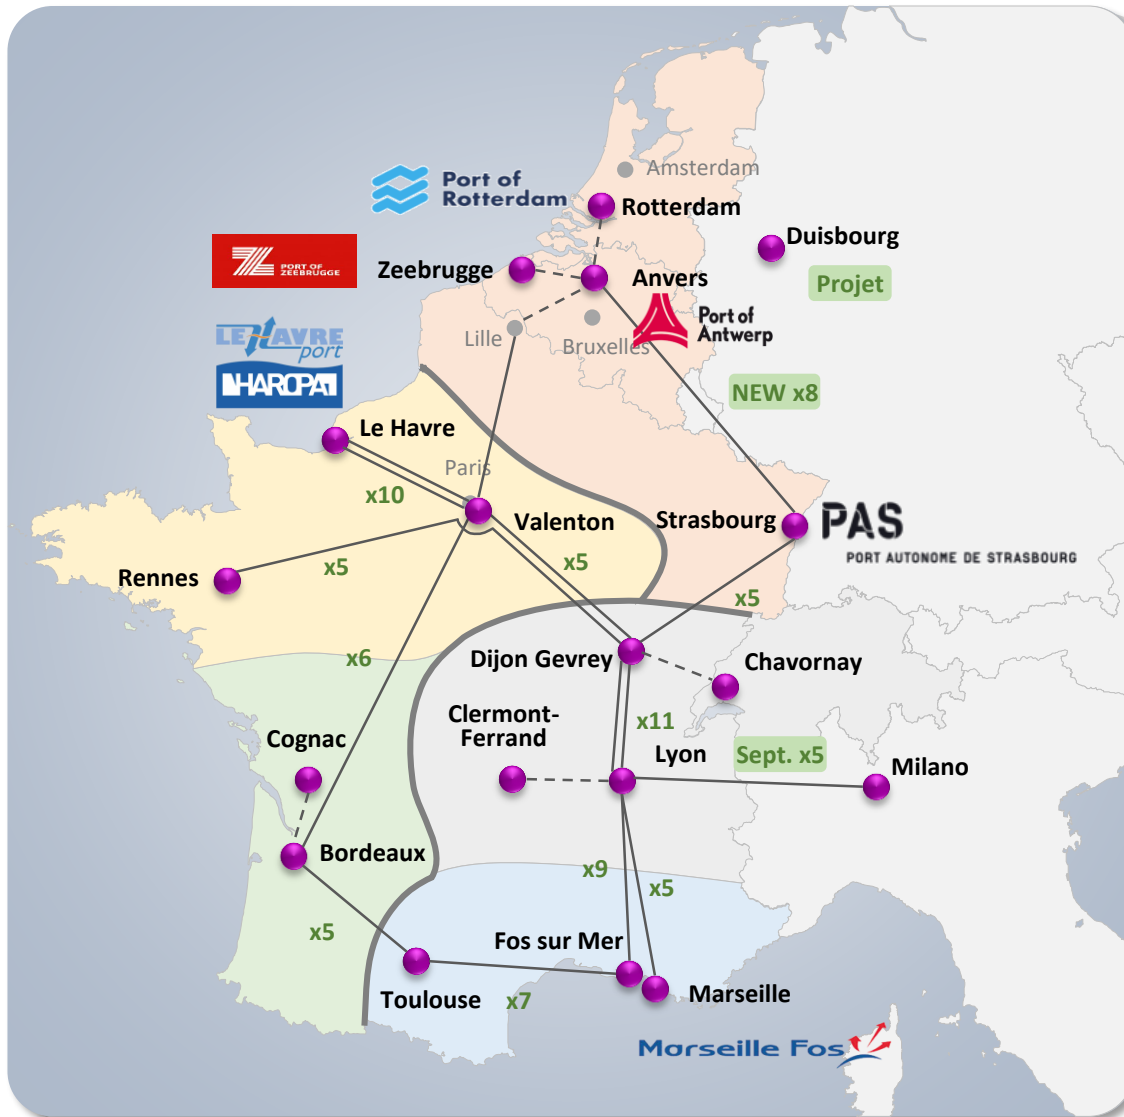 Amsterdam
Port of
Rotterdam
Rotterdam
Duisbourg
PORT OF
ZEEBRUGGE
Zeebrugge
Anvers
Projet
LE HAVRE
port
HAROPA
Lille
Bruxelles
Port of
Antwerp
NEW x8
Le Havre
Paris
x10
Valenton
Strasbourg
PAS
PORT AUTONOME DE STRASBOURG
Rennes
x5
x5
x5
x6
Dijon Gevrey
Chavornay
Clermont-
Ferrand
x11
Cognac
Lyon
Sept. x5
Milano
Bordeaux
x9
x5
x5
Fos sur Mer
Toulouse
x7
Marseille
Marseille Fos